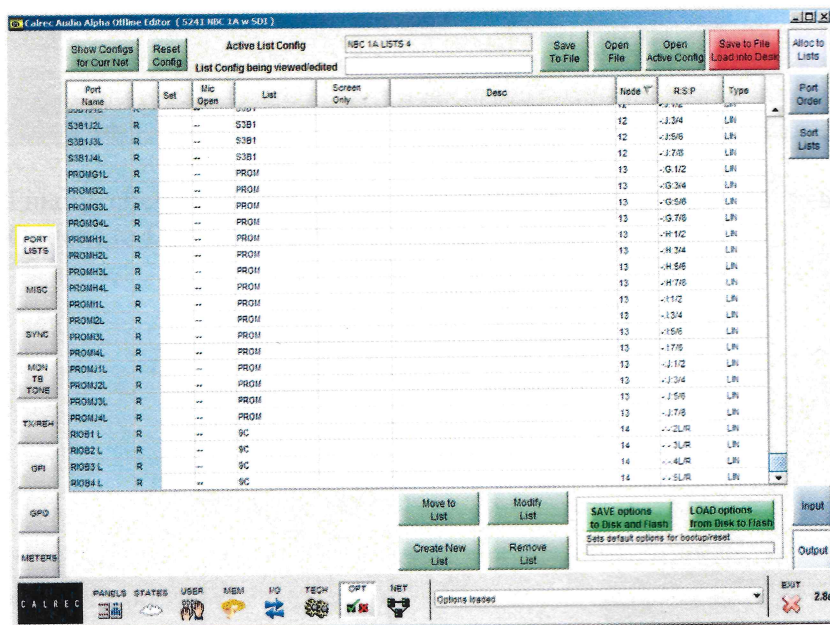 Calrec Audio Alpha Offline Editor ( 5241 NBC 1A w SDI )
Show Configs for Curr Net
Reset Config
Active List Config
NBC 1A LISTS 4
List Config being viewed/edited
Save To File
Open File
Open Active Config
Save to File Load into Desk
Alloc to Lists
Port Order
Sort Lists
Port Name Set Mic Open List Screen Only Desc Node R:S:P Type
S3B1J2L R -- S3B1 12 -:J:3/4 LIN
S3B1J3L R -- S3B1 12 -:J:5/6 LIN
S3B1J4L R -- S3B1 12 -:J:7/8 LIN
PROMG1L R -- PROM 13 -:G:1/2 LIN
PROMG2L R -- PROM 13 -:G:3/4 LIN
PROMG3L R -- PROM 13 -:G:5/6 LIN
PROMG4L R -- PROM 13 -:G:7/8 LIN
PROMH1L R -- PROM 13 -:H:1/2 LIN
PROMH2L R -- PROM 13 -:H:3/4 LIN
PROMH3L R -- PROM 13 -:H:5/6 LIN
PROMH4L R -- PROM 13 -:H:7/8 LIN
PROMI1L R -- PROM 13 -:I:1/2 LIN
PROMI2L R -- PROM 13 -:I:3/4 LIN
PROMI3L R -- PROM 13 -:I:5/6 LIN
PROMI4L R -- PROM 13 -:I:7/8 LIN
PROMJ1L R -- PROM 13 -:J:1/2 LIN
PROMJ2L R -- PROM 13 -:J:3/4 LIN
PROMJ3L R -- PROM 13 -:J:5/6 LIN
PROMJ4L R -- PROM 13 -:J:7/8 LIN
RIOB1 L R -- 9C 14 -:-:2L/R LIN
RIOB2 L R -- 9C 14 -:-:3L/R LIN
RIOB3 L R -- 9C 14 -:-:4L/R LIN
RIOB4 L R -- 9C 14 -:-:5L/R LIN
PORT LISTS
MISC
SYNC
MON TB TONE
TX/REH
GPI
GPO
METERS
Move to List
Modify List
Create New List
Remove List
SAVE options to Disk and Flash
LOAD options from Disk to Flash
Sets default options for bootup/reset
Input
Output
CALREC
PANELS STATES USER MEM I/O TECH OPT NET
Options loaded
EXIT